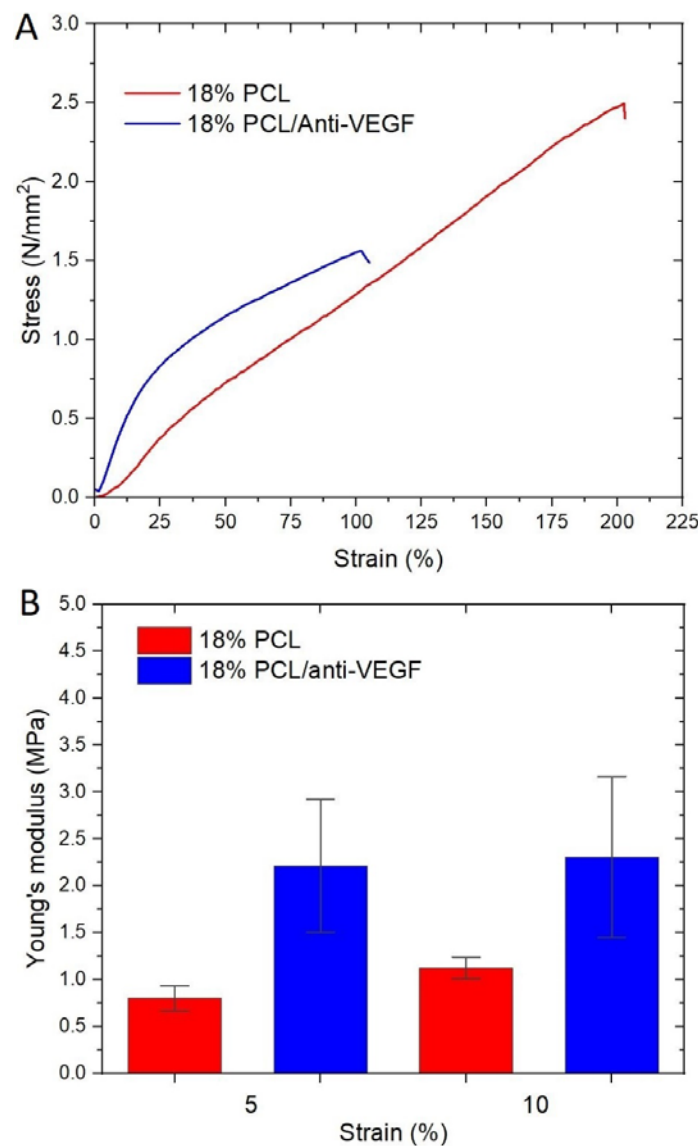 A
3.0
18% PCL
18% PCL/Anti-VEGF
2.5
2.0
1.5
1.0
0.5
0.0
Stress (N/mm²)
0 25 50 75 100 125 150 175 200 225
Strain (%)
B
5.0
18% PCL
4.5
18% PCL/anti-VEGF
4.0
3.5
3.0
2.5
2.0
1.5
1.0
0.5
0.0
Young's modulus (MPa)
5 10
Strain (%)